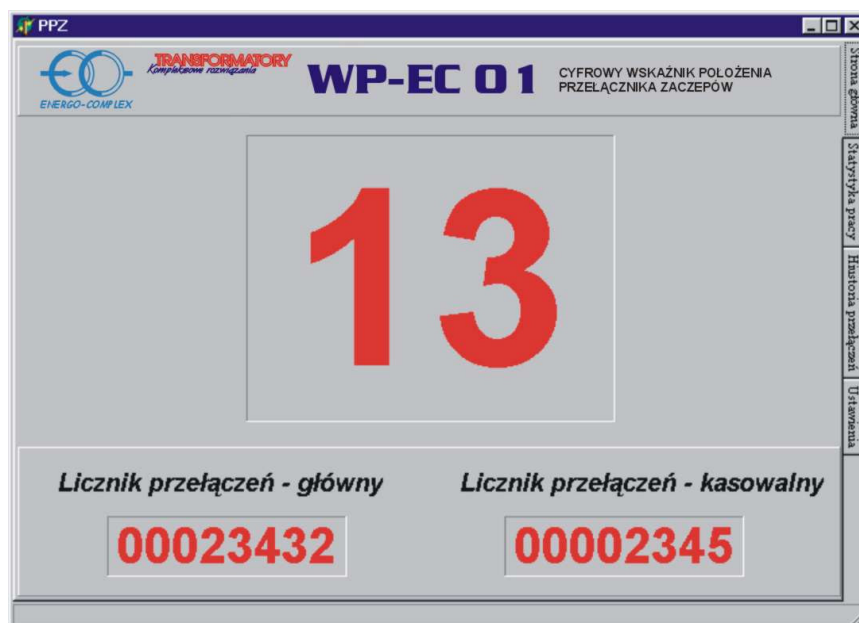 PPZ
ENERGO-COMPLEX
TRANSFORMATORY
Kompleksowe rozwiązania
WP-EC 01
CYFROWY WSKAŹNIK POŁOŻENIA
PRZEŁĄCZNIKA ZACZEPÓW
Strona główna
Statystyka pracy
Hiustoria przełączeń
Ustawienia
13
Licznik przełączeń - główny
Licznik przełączeń - kasowalny
00023432
00002345